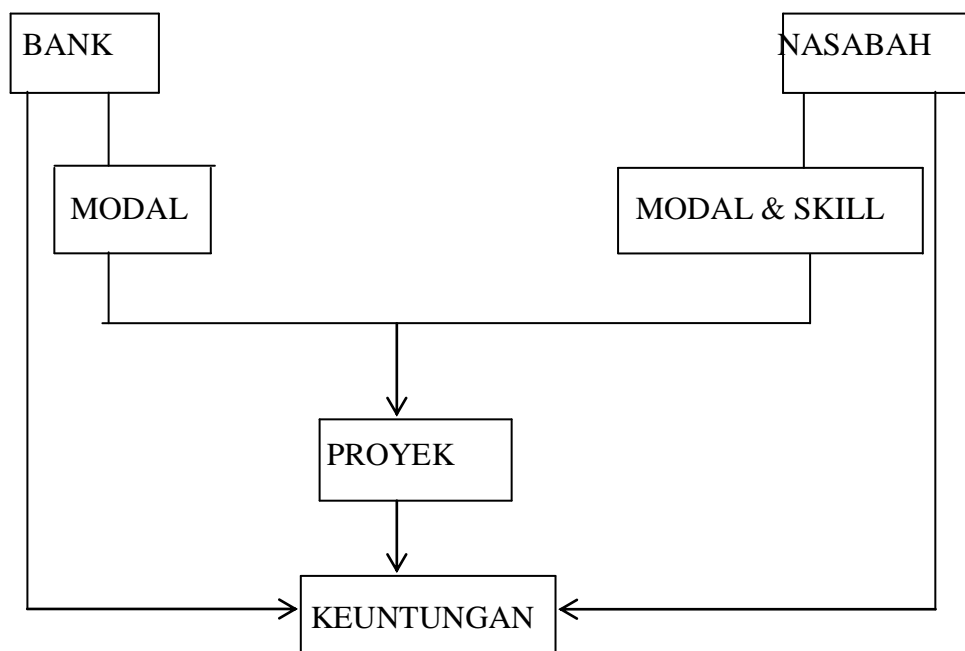 BANK
NASABAH
MODAL
MODAL & SKILL
PROYEK
KEUNTUNGAN